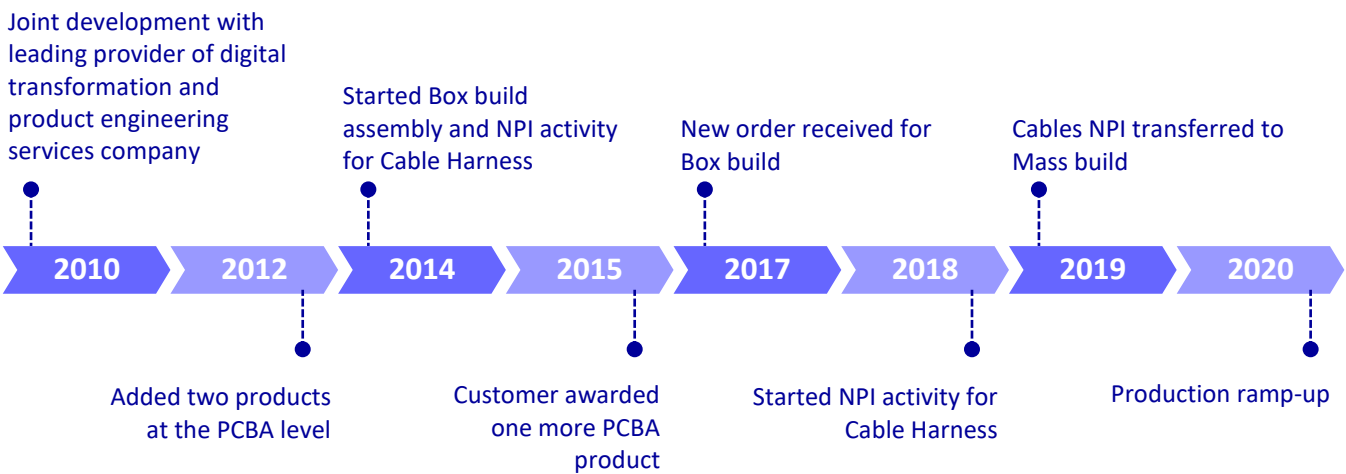 Joint development with
leading provider of digital
transformation and
product engineering
services company
Started Box build
assembly and NPI activity
for Cable Harness
New order received for
Box build
Cables NPI transferred to
Mass build
2010
2012
2014
2015
2017
2018
2019
2020
Added two products
at the PCBA level
Customer awarded
one more PCBA
product
Started NPI activity for
Cable Harness
Production ramp-up